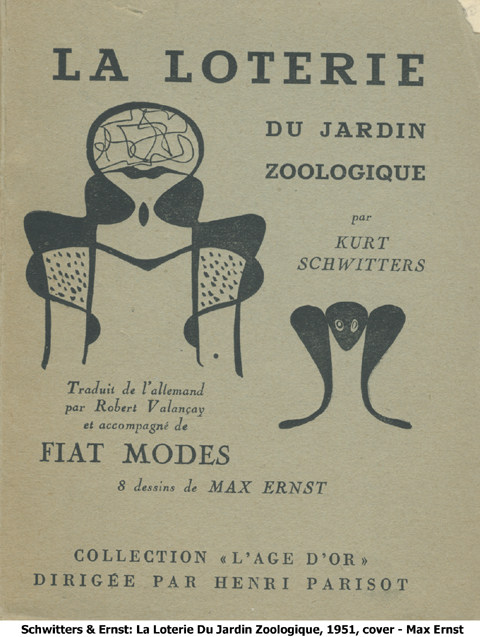 LA LOTERIE
DU JARDIN
ZOOLOGIQUE
par
KURT
SCHWITTERS
Traduit de l'allemand
par Robert Valançay
et accompagné de
FIAT MODES
8 dessins de MAX ERNST
COLLECTION « L'AGE D'OR »
DIRIGÉE PAR HENRI PARISOT
Schwitters & Ernst: La Loterie Du Jardin Zoologique, 1951, cover - Max Ernst